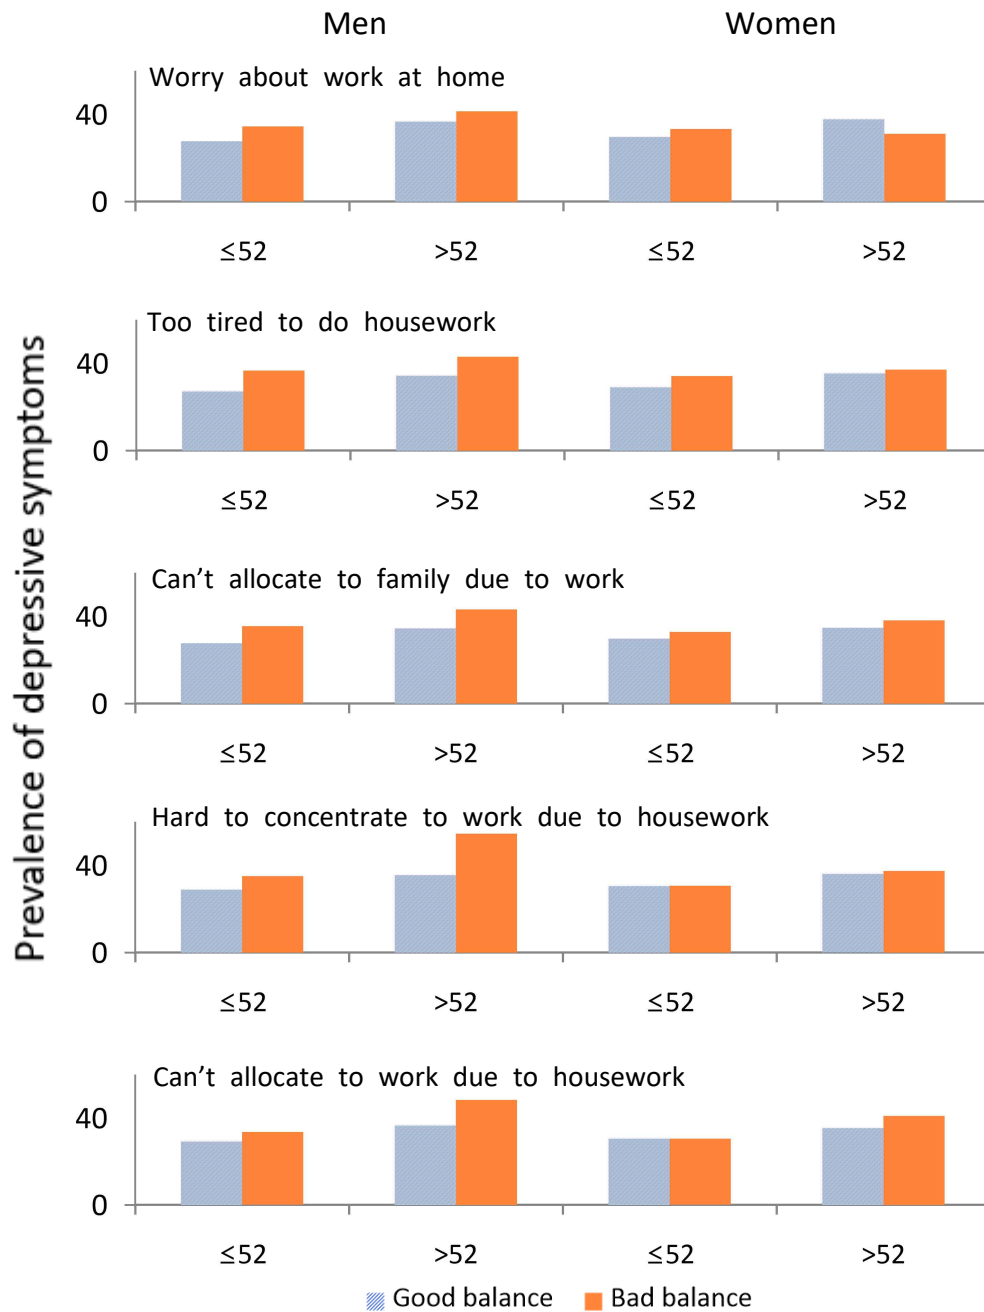 Men Women
Prevalence of depressive symptoms
Worry about work at home
40
0
≤52 >52 ≤52 >52
Too tired to do housework
40
0
≤52 >52 ≤52 >52
Can’t allocate to family due to work
40
0
≤52 >52 ≤52 >52
Hard to concentrate to work due to housework
40
0
≤52 >52 ≤52 >52
Can’t allocate to work due to housework
40
0
≤52 >52 ≤52 >52
Good balance Bad balance